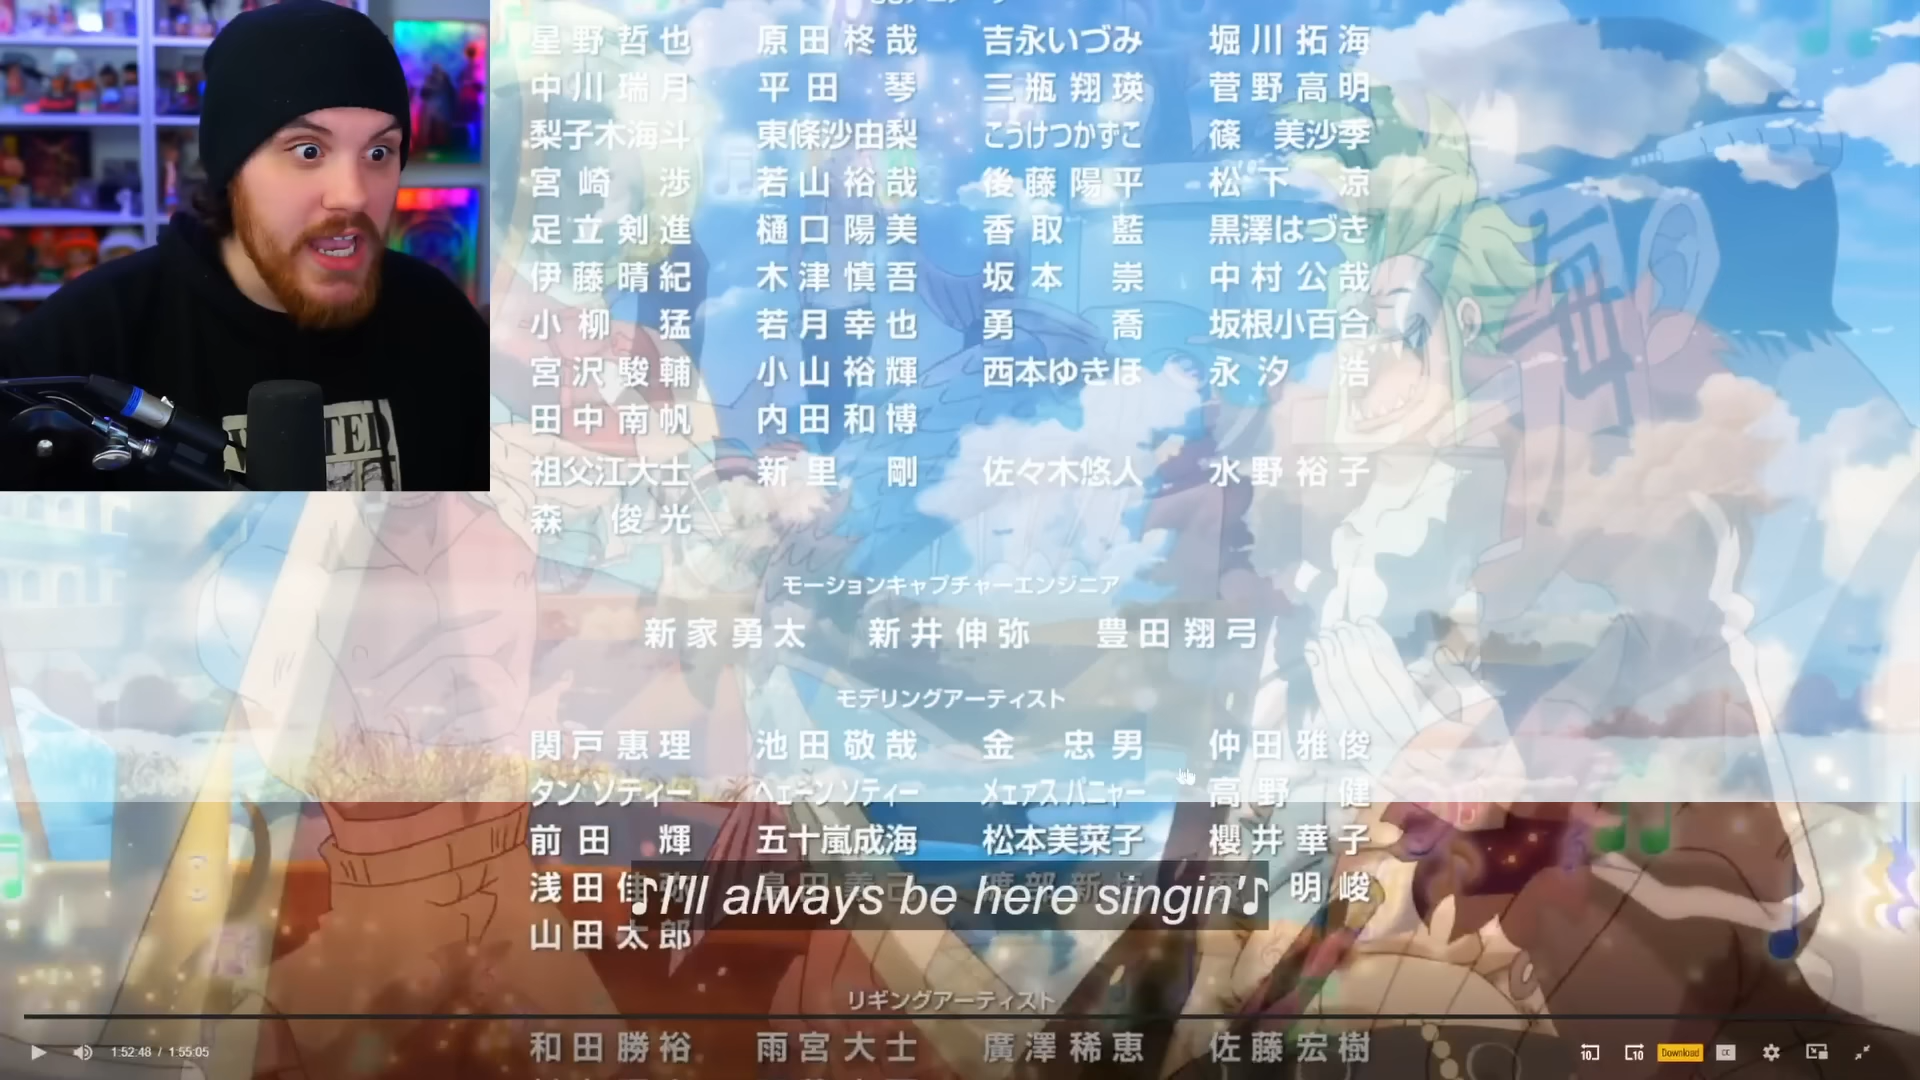 星野哲也 原田柊哉 吉永いづみ 堀川拓海
中川瑞月 平田 琴 三瓶翔瑛 菅野高明
梨子木海斗 東條沙由梨 こうけつかずこ 篠 美沙季
宮崎 渉 若山裕哉 後藤陽平 松下 涼
足立剣進 樋口陽美 香取 藍 黒澤はづき
伊藤晴紀 木津慎吾 坂本 崇 中村公哉
小柳 猛 若月幸也 勇 喬 坂根小百合
宮沢駿輔 小山裕輝 西本ゆきほ 永汐 浩
田中南帆 内田和博
祖父江大士 新里 剛 佐々木悠人 水野裕子
森 俊光
モーションキャプチャーエンジニア
新家勇太 新井伸弥 豊田翔弓
モデリングアーティスト
関戸惠理 池田敬哉 金 忠男 仲田雅俊
タン ソティー ヘェーン ソティー メェアス パニャー 高野 健
前田 輝 五十嵐成海 松本美菜子 櫻井華子
浅田佳 明峻
♪I'll always be here singin'♪
山田太郎
リギングアーティスト
和田勝裕 雨宮大士 廣澤稀恵 佐藤宏樹
1:52:48 / 1:55:05
10
10
Download
CC